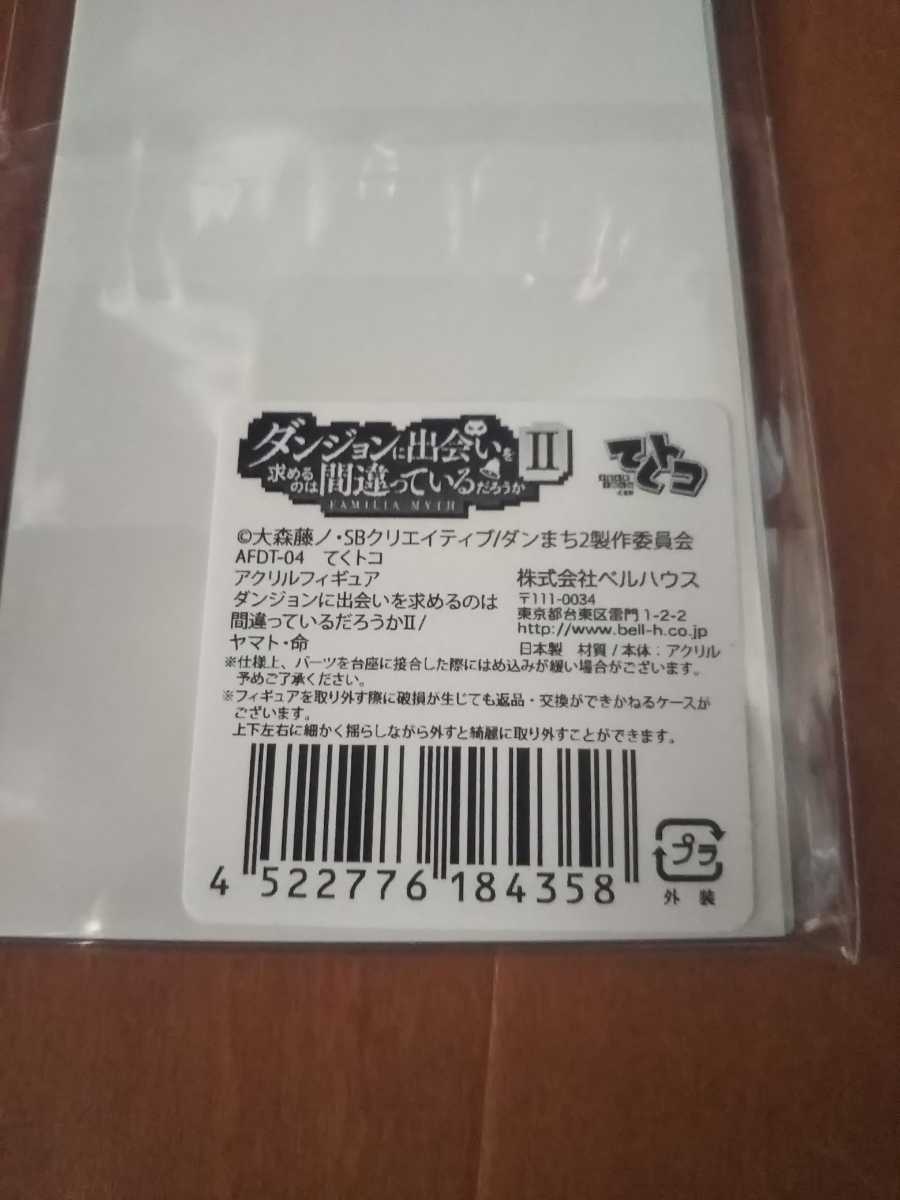 ダンジョンに出会いを
求めるのは間違っているだろうか
II
FAMILIA MYTH
てくトコ
©大森藤ノ・SBクリエイティブ/ダンまち2製作委員会
AFDT-04 てくトコ
アクリルフィギュア
ダンジョンに出会いを求めるのは
間違っているだろうかII/
ヤマト・命
株式会社ベルハウス
〒111-0034
東京都台東区雷門1-2-2
http://www.bell-h.co.jp
日本製 材質/本体:アクリル
※仕様上、パーツを台座に接合した際にはめ込みが緩い場合がございます。
予めご了承ください。
※フィギュアを取り外す際に破損が生じても返品・交換ができかねるケースが
ございます。
上下左右に細かく揺らしながら外すと綺麗に取り外すことができます。
4 522776 184358
プラ
外装